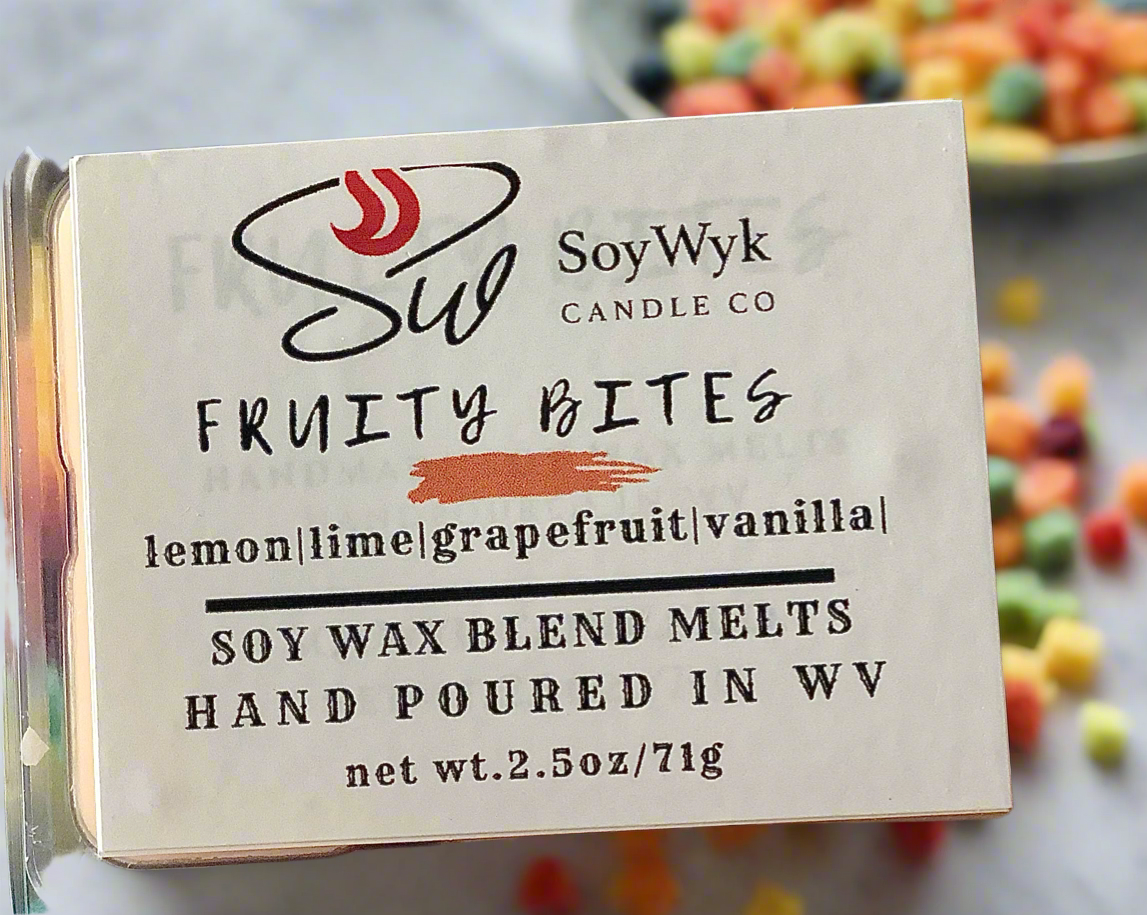 Sw
SoyWyk
CANDLE CO
FRUITY BITES
lemon|lime|grapefruit|vanilla|
SOY WAX BLEND MELTS
HAND POURED IN WV
net wt.2.5oz/71g